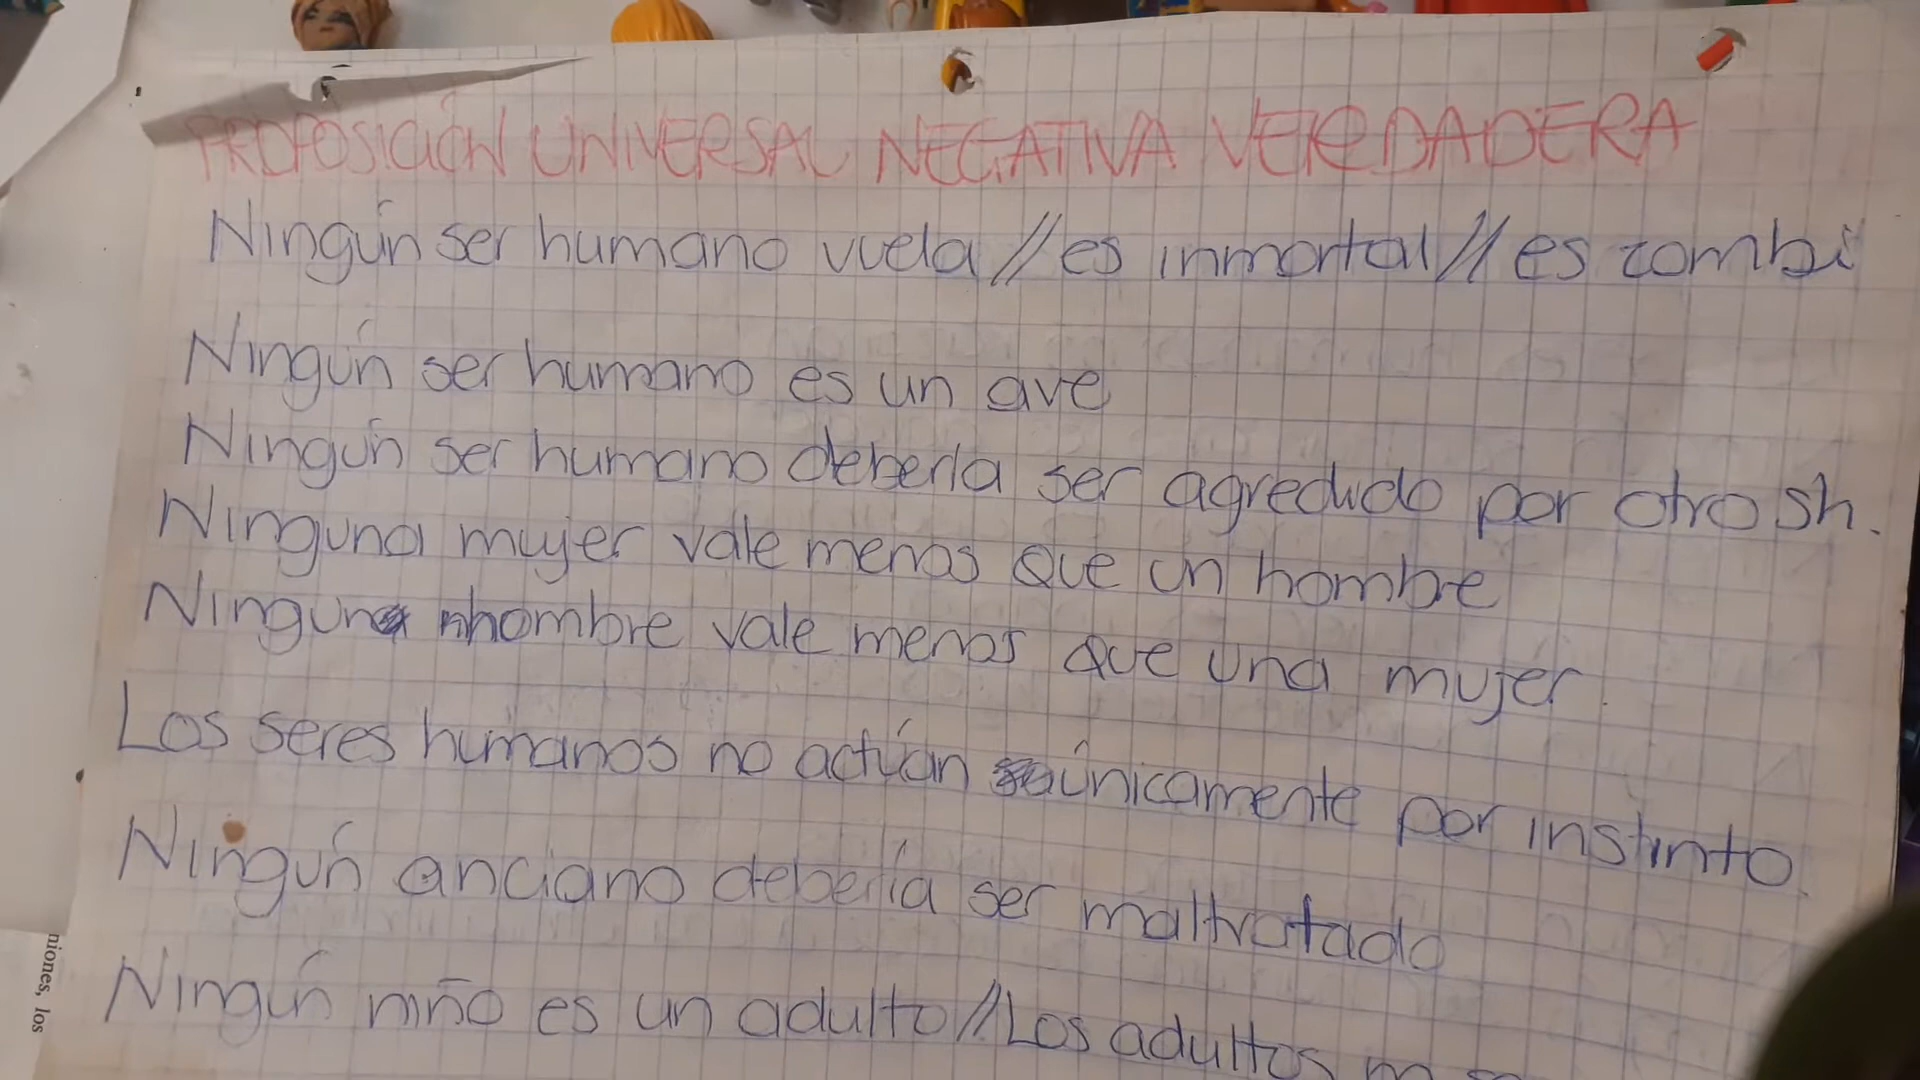 PROPOSICIÓN UNIVERSAL NEGATIVA VERDADERA
Ningún ser humano vuela // es inmortal // es zombi
Ningún ser humano es un ave
Ningún ser humano debería ser agredido por otro sh.
Ninguna mujer vale menos que un hombre
Ningun hombre vale menos que una mujer.
Los seres humanos no actúan únicamente por instinto.
Ningún anciano debería ser maltratado
Ningún niño es un adulto // Los adultos
niones, los